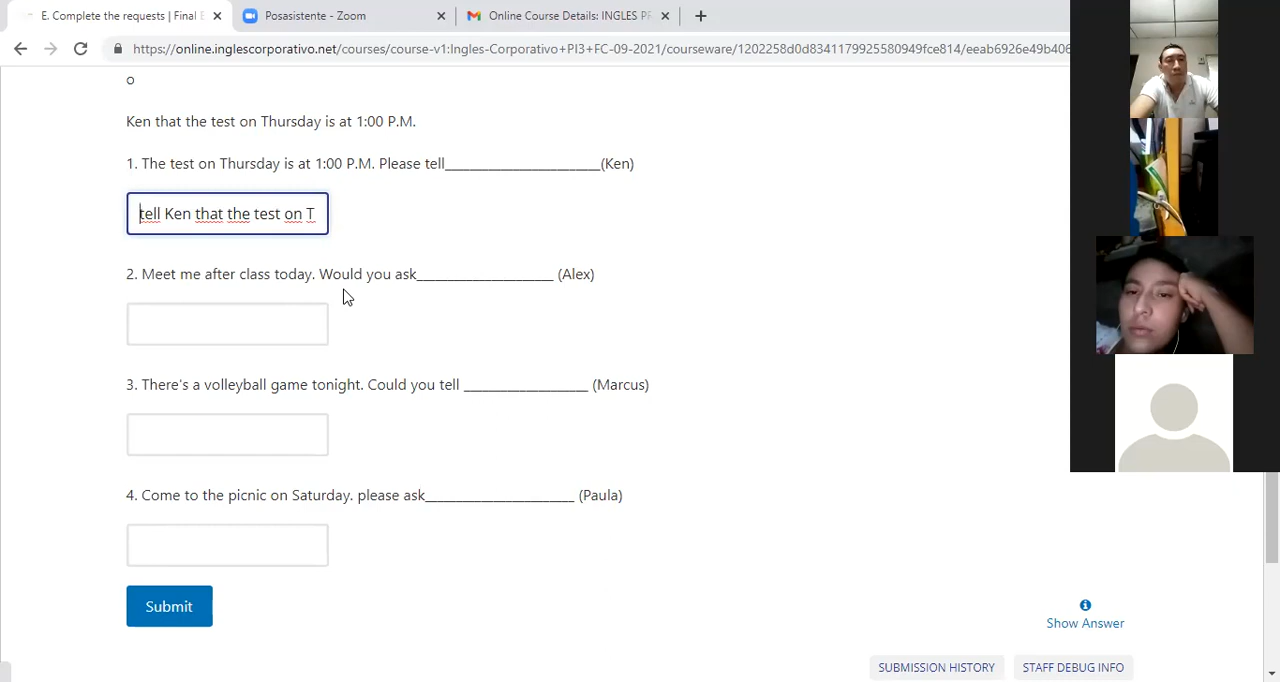 E. Complete the requests | Final E
Posasistente - Zoom
Online Course Details: INGLES PR
https://online.inglescorporativo.net/courses/course-v1:Ingles-Corporativo+PI3+FC-09-2021/courseware/1202258d0d8341179925580949fce814/eeab6926e49b406
o
Ken that the test on Thursday is at 1:00 P.M.
1. The test on Thursday is at 1:00 P.M. Please tell____________________(Ken)
tell Ken that the test on T
2. Meet me after class today. Would you ask__________________ (Alex)
3. There's a volleyball game tonight. Could you tell ________________ (Marcus)
4. Come to the picnic on Saturday. please ask___________________ (Paula)
Submit
Show Answer
SUBMISSION HISTORY
STAFF DEBUG INFO